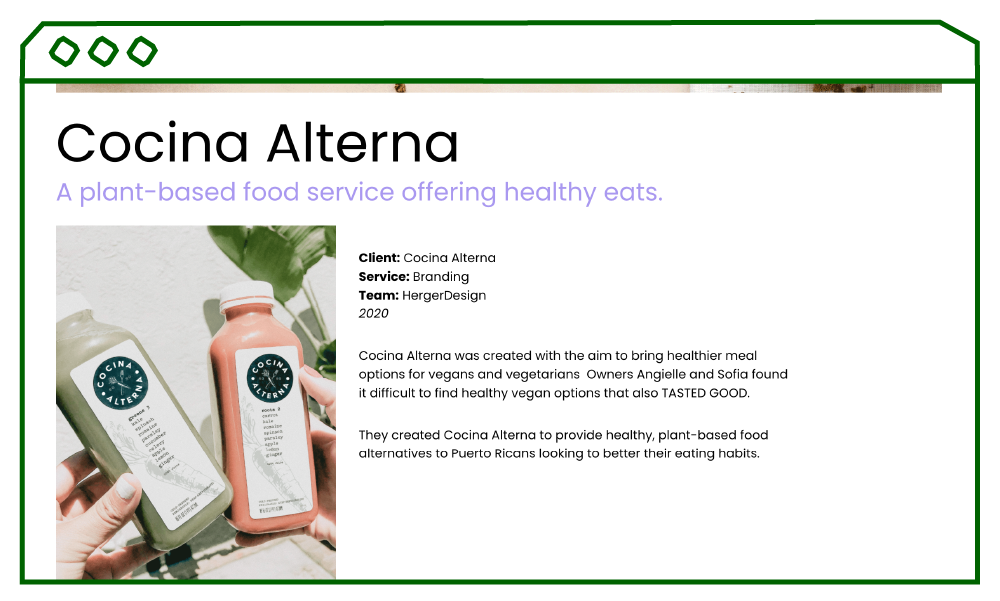 Cocina Alterna
A plant-based food service offering healthy eats.
Client: Cocina Alterna
Service: Branding
Team: HergerDesign
2020
Cocina Alterna was created with the aim to bring healthier meal
options for vegans and vegetarians  Owners Angielle and Sofia found
it difficult to find healthy vegan options that also TASTED GOOD.
They created Cocina Alterna to provide healthy, plant-based food
alternatives to Puerto Ricans looking to better their eating habits.
COCINA
ALTERNA
greens 3
kale
spinach
romaine
parsley
cucumber
celery
apple
lemon
ginger
COCINA
ALTERNA
roots 2
carrots
kale
romaine
spinach
parsley
apple
lemon
ginger